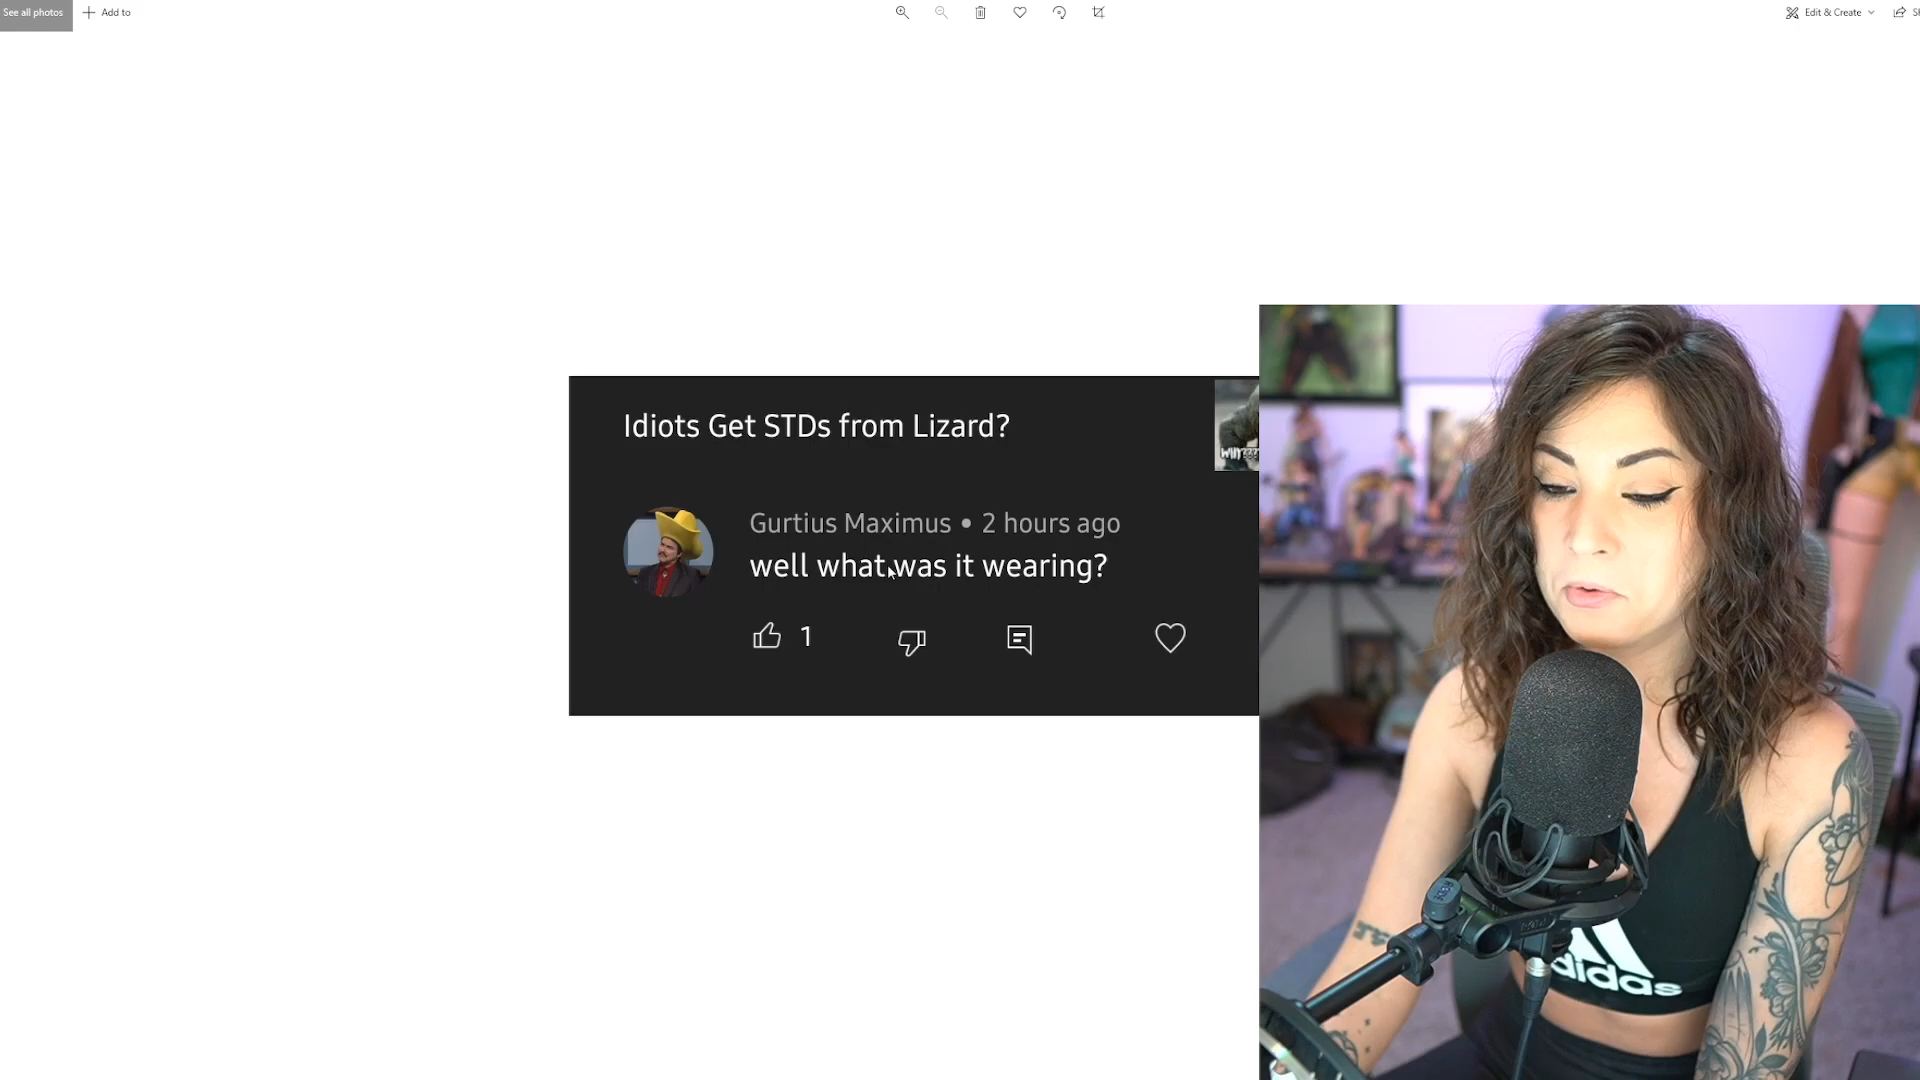 See all photos
Add to
Edit & Create
Idiots Get STDs from Lizard?
Gurtius Maximus • 2 hours ago
well what was it wearing?
1
adidas